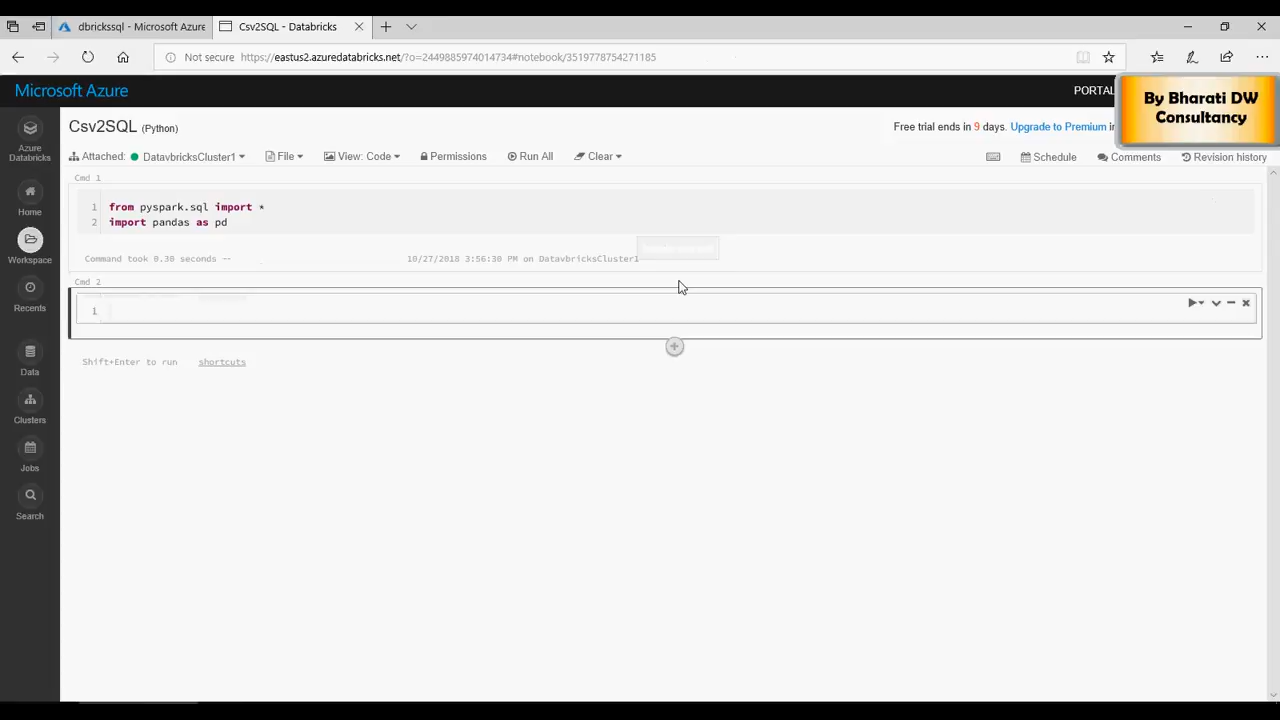 dbrickssql - Microsoft Azure
Csv2SQL - Databricks
Not secure
https://eastus2.azuredatabricks.net/?o=2449885974014734#notebook/3519778754271185
Microsoft Azure
PORTAL
By Bharati DW
Consultancy
Azure
Databricks
Home
Workspace
Recents
Data
Clusters
Jobs
Search
Csv2SQL (Python)
Free trial ends in 9 days. Upgrade to Premium in
Attached: DatavbricksCluster1
File
View: Code
Permissions
Run All
Clear
Schedule
Comments
Revision history
Cmd 1
1 from pyspark.sql import *
2 import pandas as pd
Command took 0.30 seconds -- 10/27/2018 3:56:30 PM on DatavbricksCluster1
Cmd 2
1
Shift+Enter to run shortcuts